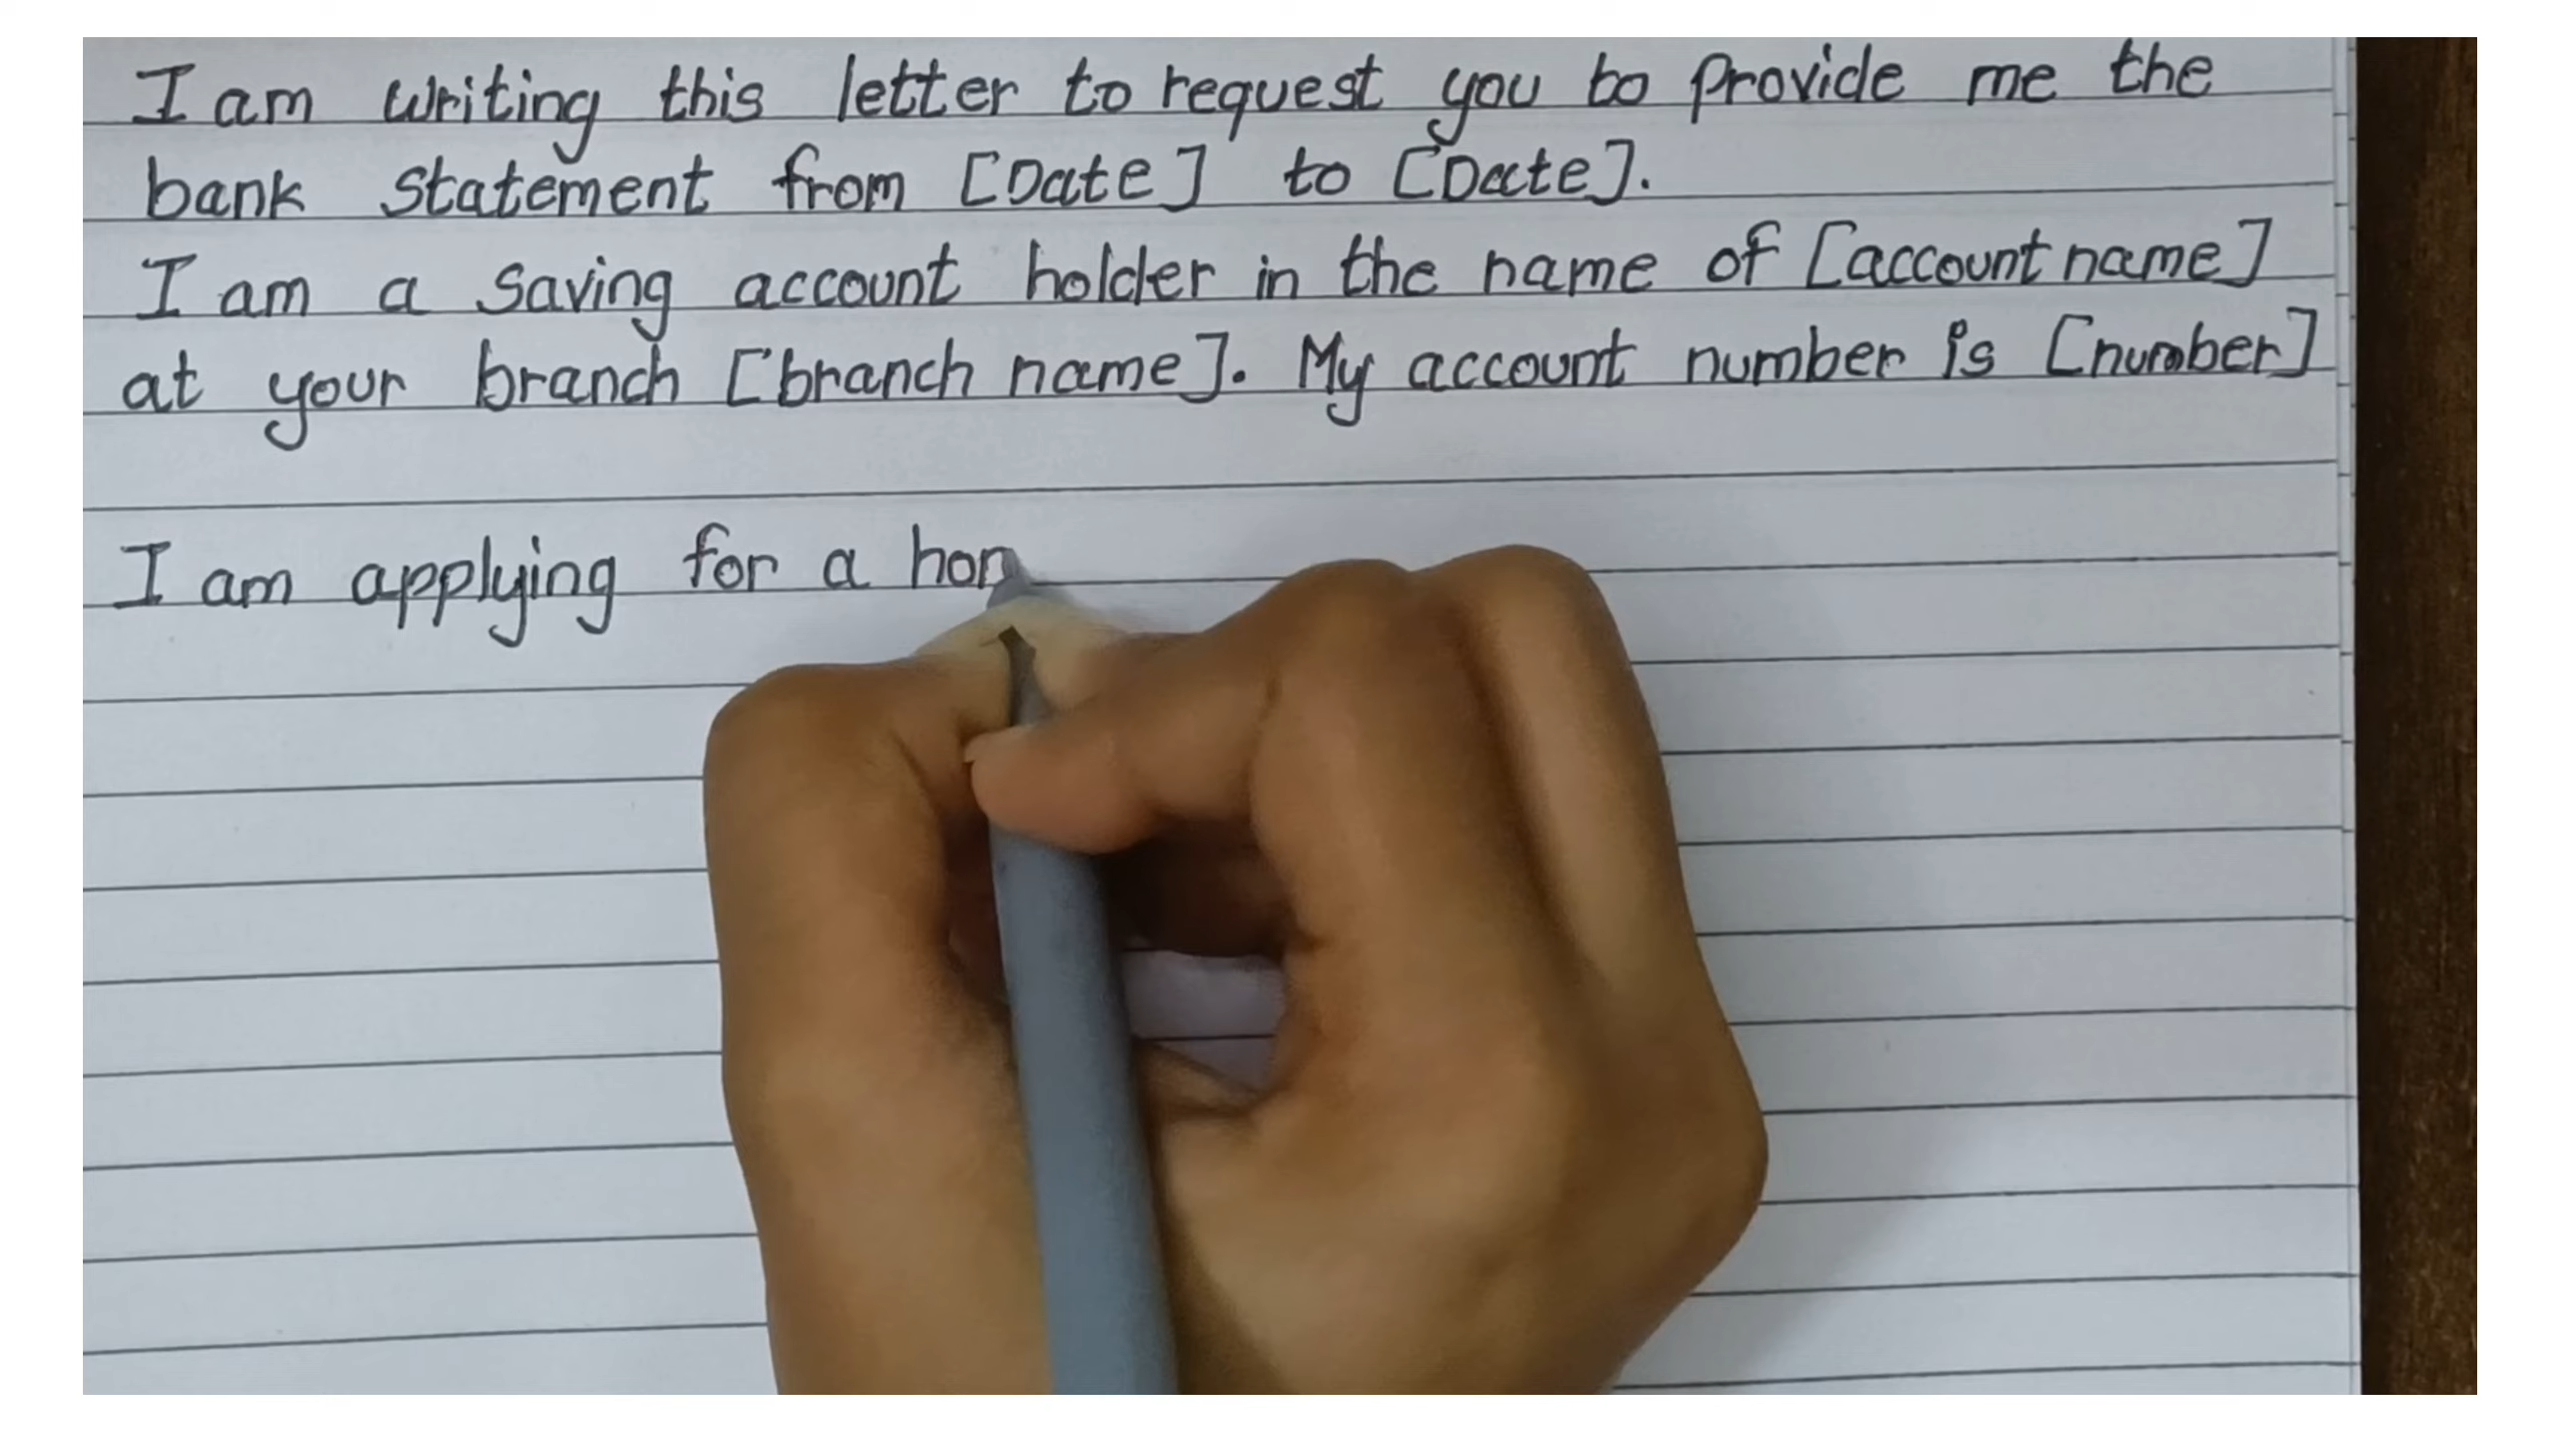 I am writing this letter to request you to provide me the
bank statement from [Date] to [Date].
I am a saving account holder in the name of [account name]
at your branch [branch name]. My account number is [number]
I am applying for a